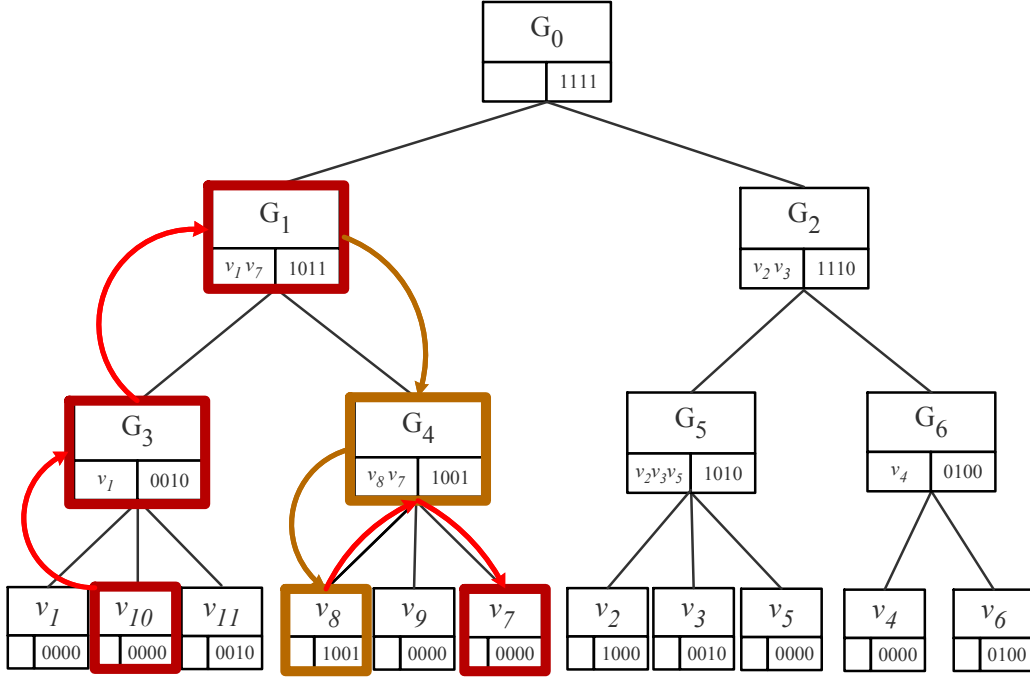 G0
1111
G1
v1 v7 1011
G2
v2 v3 1110
G3
v1 0010
G4
v8 v7 1001
G5
v2v3v5 1010
G6
v4 0100
v1
0000
v10
0000
v11
0010
v8
1001
v9
0000
v7
0000
v2
1000
v3
0010
v5
0000
v4
0000
v6
0100